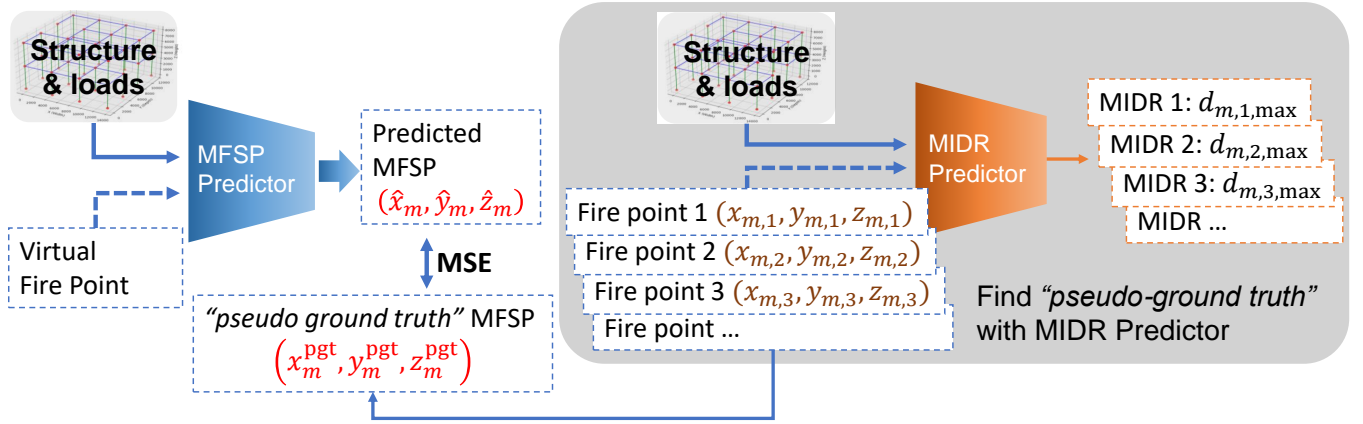 Structure
& loads
MFSP
Predictor
Predicted
MFSP
(x̂_m, ŷ_m, ẑ_m)
Virtual
Fire Point
MSE
"pseudo ground truth" MFSP
(x_m^pgt, y_m^pgt, z_m^pgt)
Structure
& loads
MIDR
Predictor
MIDR 1: d_m,1,max
MIDR 2: d_m,2,max
MIDR 3: d_m,3,max
MIDR ...
Fire point 1 (x_m,1, y_m,1, z_m,1)
Fire point 2 (x_m,2, y_m,2, z_m,2)
Fire point 3 (x_m,3, y_m,3, z_m,3)
Fire point ...
Find "pseudo-ground truth"
with MIDR Predictor